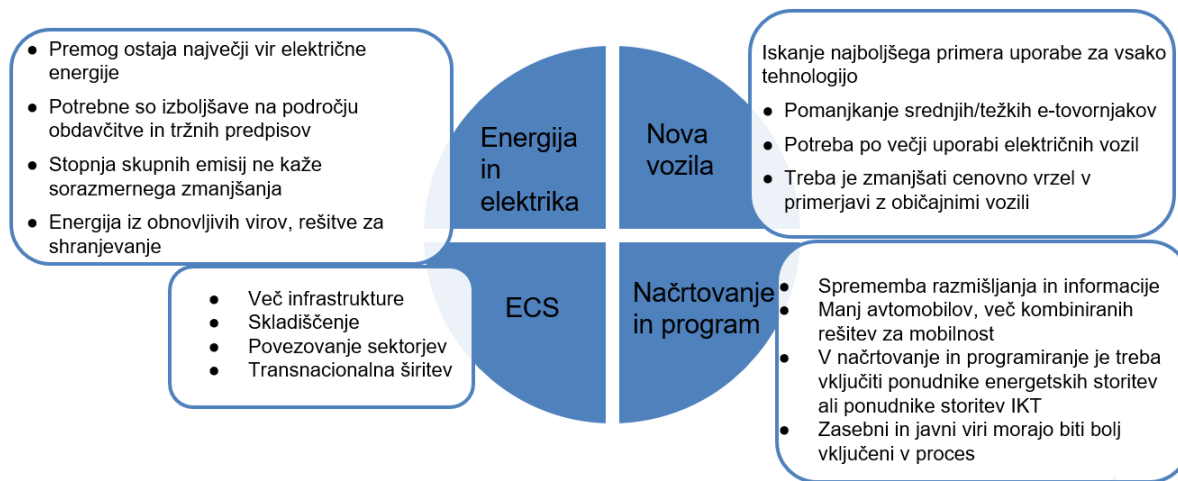 ● Premog ostaja največji vir električne
energije
● Potrebne so izboljšave na področju
obdavčitve in tržnih predpisov
● Stopnja skupnih emisij ne kaže
sorazmernega zmanjšanja
● Energija iz obnovljivih virov, rešitve za
shranjevanje
Energija
in
elektrika
Nova
vozila
Iskanje najboljšega primera uporabe za vsako
tehnologijo
● Pomanjkanje srednjih/težkih e-tovornjakov
● Potreba po večji uporabi električnih vozil
● Treba je zmanjšati cenovno vrzel v
primerjavi z običajnimi vozili
● Več infrastrukture
● Skladiščenje
● Povezovanje sektorjev
● Transnacionalna širitev
ECS
Načrtovanje
in program
● Sprememba razmišljanja in informacije
● Manj avtomobilov, več kombiniranih
rešitev za mobilnost
● V načrtovanje in programiranje je treba
vključiti ponudnike energetskih storitev
ali ponudnike storitev IKT
● Zasebni in javni viri morajo biti bolj
vključeni v proces